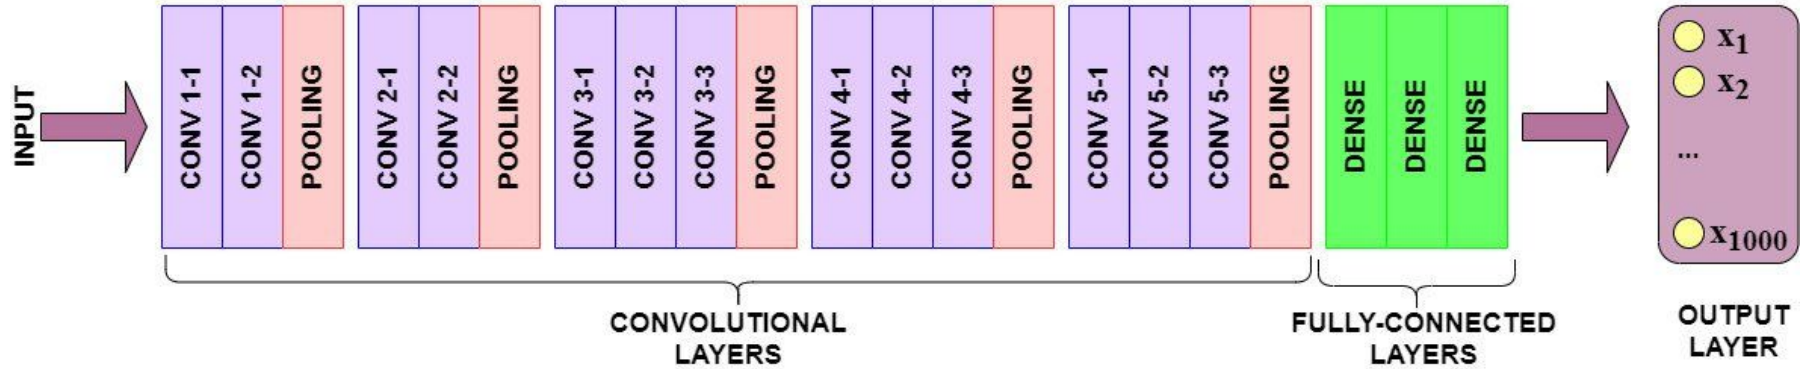 INPUT
CONV 1-1
CONV 1-2
POOLING
CONV 2-1
CONV 2-2
POOLING
CONV 3-1
CONV 3-2
CONV 3-3
POOLING
CONV 4-1
CONV 4-2
CONV 4-3
POOLING
CONV 5-1
CONV 5-2
CONV 5-3
POOLING
DENSE
DENSE
DENSE
x1
x2
...
x1000
CONVOLUTIONAL
LAYERS
FULLY-CONNECTED
LAYERS
OUTPUT
LAYER